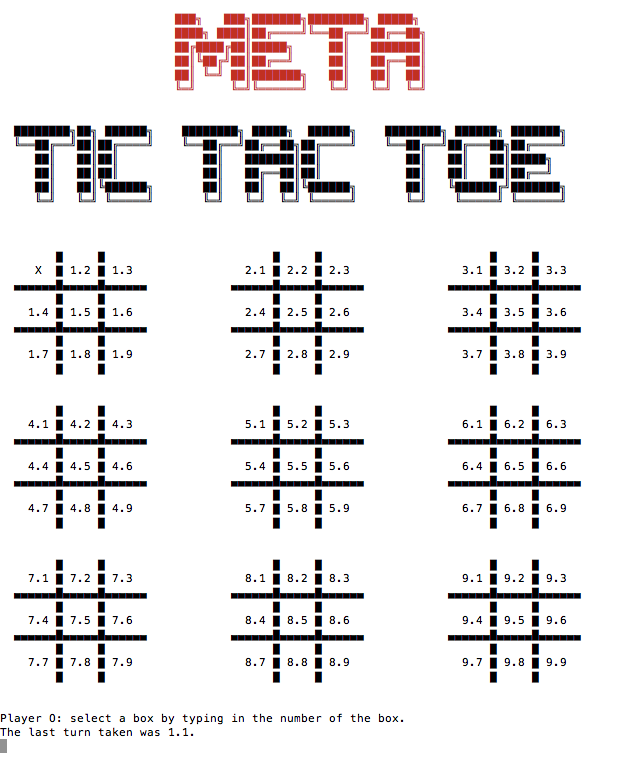 META
TIC TAC TOE
X 1.2 1.3 2.1 2.2 2.3 3.1 3.2 3.3
1.4 1.5 1.6 2.4 2.5 2.6 3.4 3.5 3.6
1.7 1.8 1.9 2.7 2.8 2.9 3.7 3.8 3.9
4.1 4.2 4.3 5.1 5.2 5.3 6.1 6.2 6.3
4.4 4.5 4.6 5.4 5.5 5.6 6.4 6.5 6.6
4.7 4.8 4.9 5.7 5.8 5.9 6.7 6.8 6.9
7.1 7.2 7.3 8.1 8.2 8.3 9.1 9.2 9.3
7.4 7.5 7.6 8.4 8.5 8.6 9.4 9.5 9.6
7.7 7.8 7.9 8.7 8.8 8.9 9.7 9.8 9.9
Player O: select a box by typing in the number of the box.
The last turn taken was 1.1.